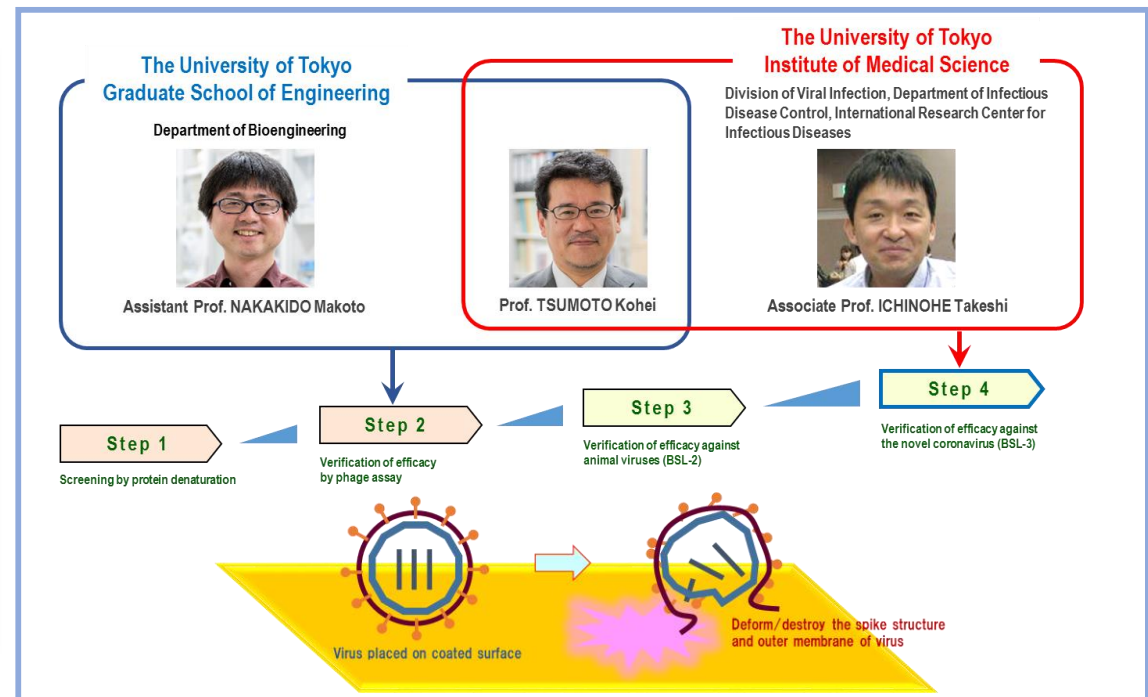 The University of Tokyo
Graduate School of Engineering
Department of Bioengineering
Assistant Prof. NAKAKIDO Makoto
Prof. TSUMOTO Kohei
The University of Tokyo
Institute of Medical Science
Division of Viral Infection, Department of Infectious
Disease Control, International Research Center for
Infectious Diseases
Associate Prof. ICHINOHE Takeshi
Step 1
Screening by protein denaturation
Step 2
Verification of efficacy
by phage assay
Step 3
Verification of efficacy against
animal viruses (BSL-2)
Step 4
Verification of efficacy against
the novel coronavirus (BSL-3)
Virus placed on coated surface
Deform/destroy the spike structure
and outer membrane of virus